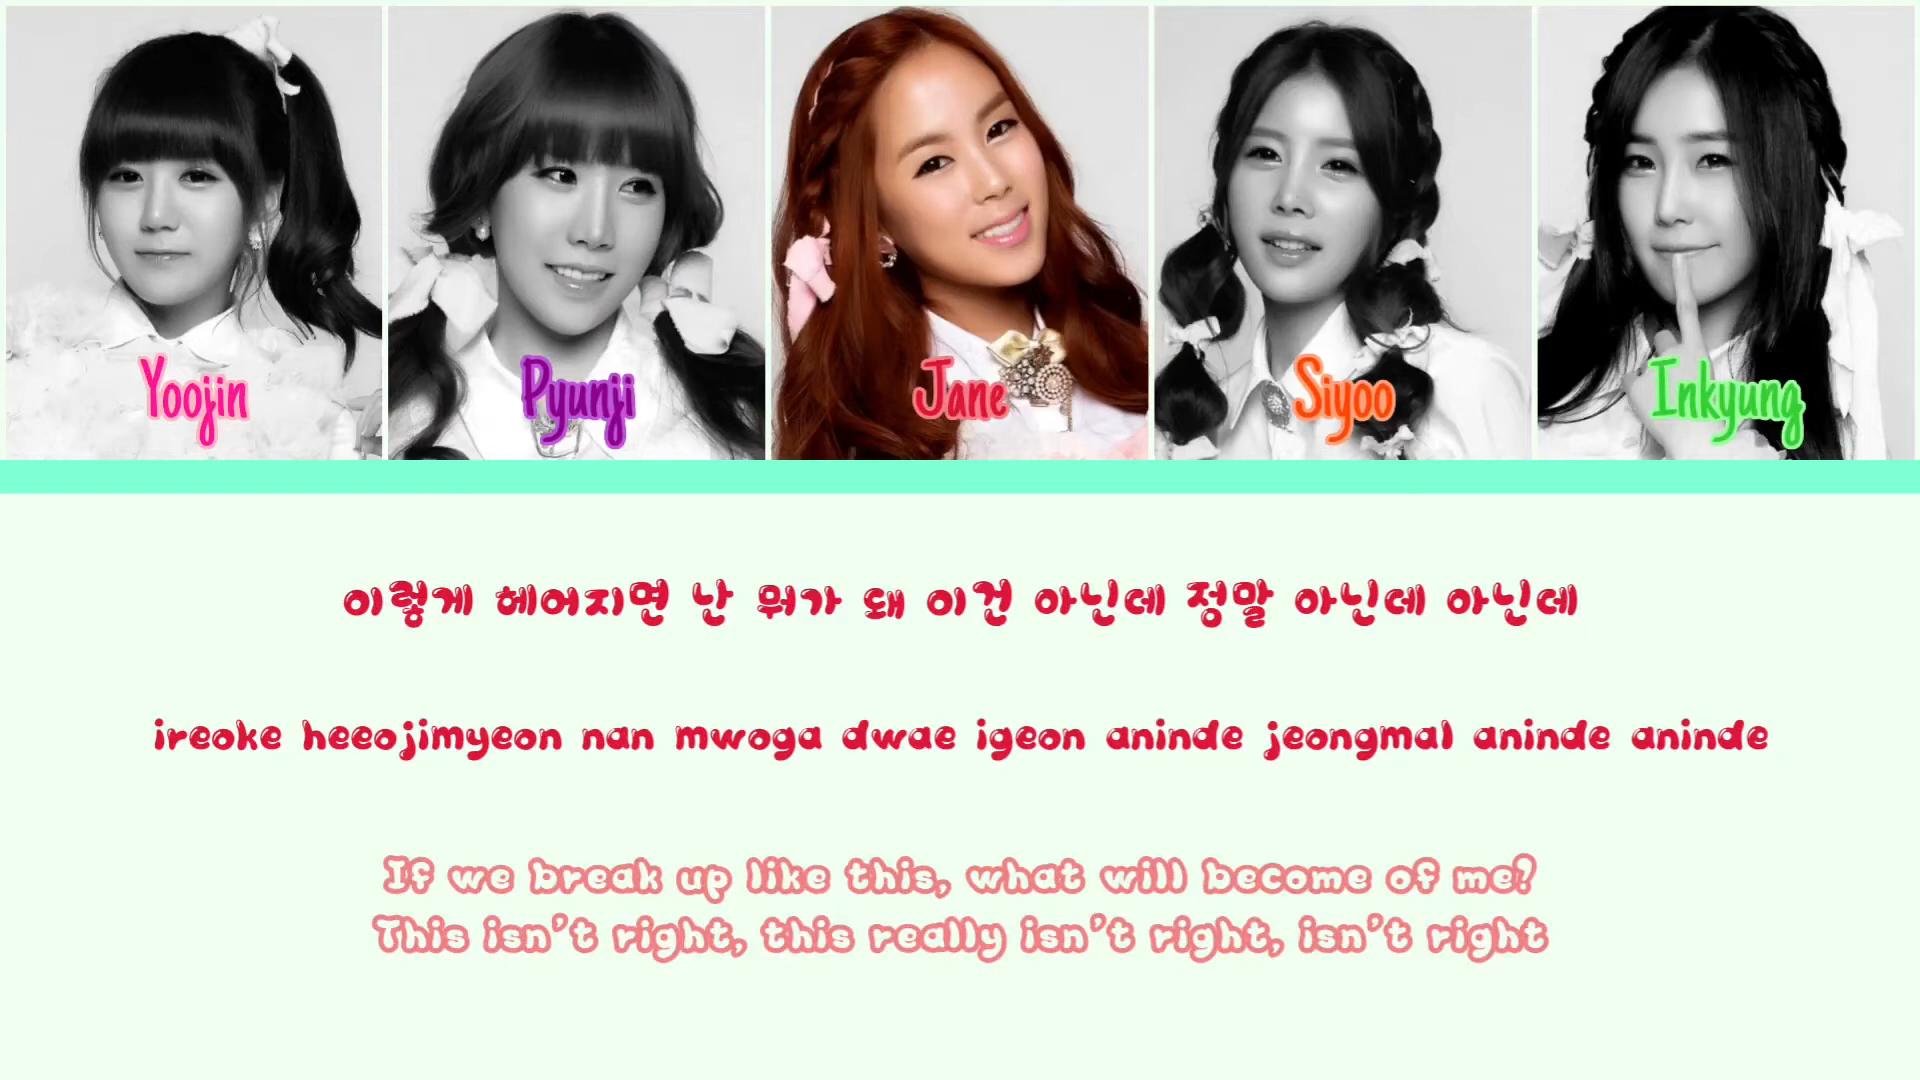 Yoojin
Pyunji
Jane
Siyoo
Inkyung
이렇게 헤어지면 난 뭐가 돼 이건 아닌데 정말 아닌데 아닌데
ireoke heeojimyeon nan mwoga dwae igeon aninde jeongmal aninde aninde
If we break up like this, what will become of me?
This isn't right, this really isn't right, isn't right